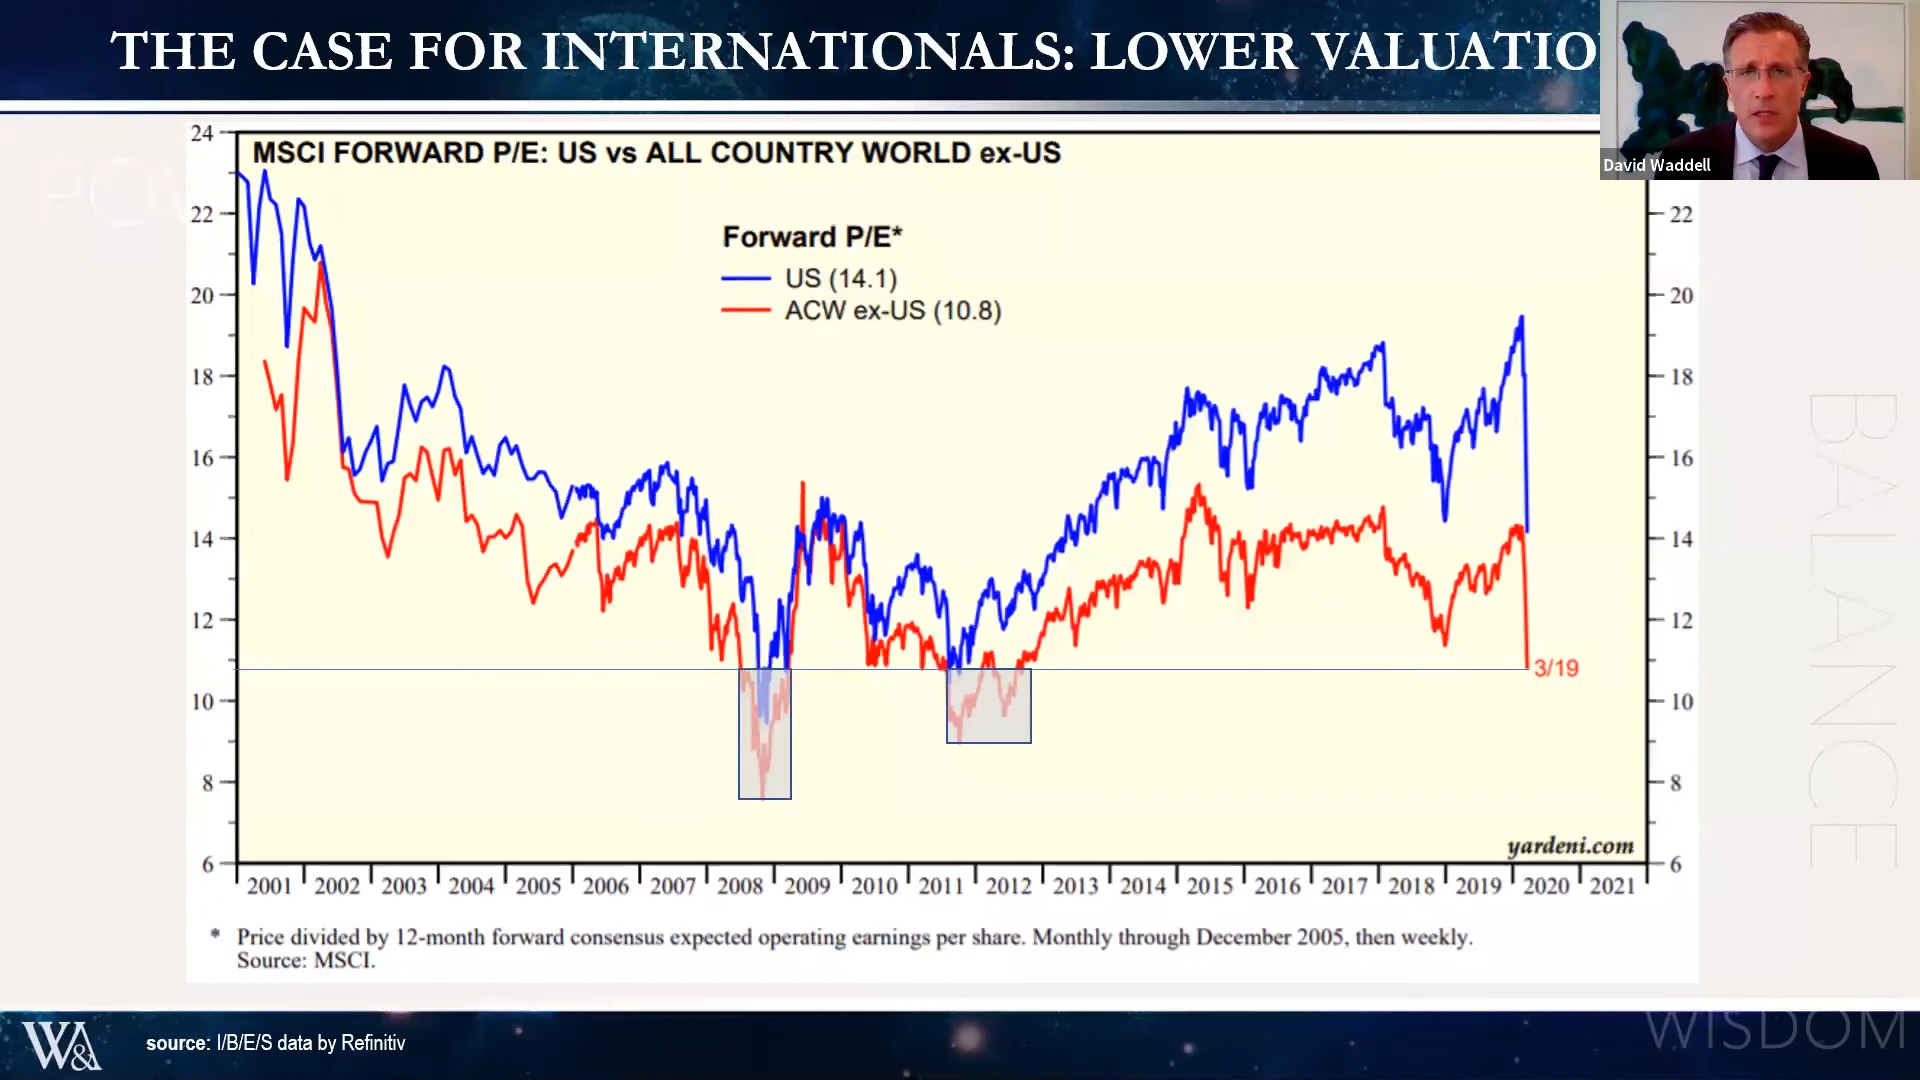 THE CASE FOR INTERNATIONALS: LOWER VALUATIO
David Waddell
MSCI FORWARD P/E: US vs ALL COUNTRY WORLD ex-US
Forward P/E*
US (14.1)
ACW ex-US (10.8)
24
22
20
18
16
14
12
10
8
6
22
20
18
16
14
12
10
8
6
3/19
yardeni.com
2001 2002 2003 2004 2005 2006 2007 2008 2009 2010 2011 2012 2013 2014 2015 2016 2017 2018 2019 2020 2021
* Price divided by 12-month forward consensus expected operating earnings per share. Monthly through December 2005, then weekly.
Source: MSCI.
BALANCE
W&A
source: I/B/E/S data by Refinitiv
WISDOM